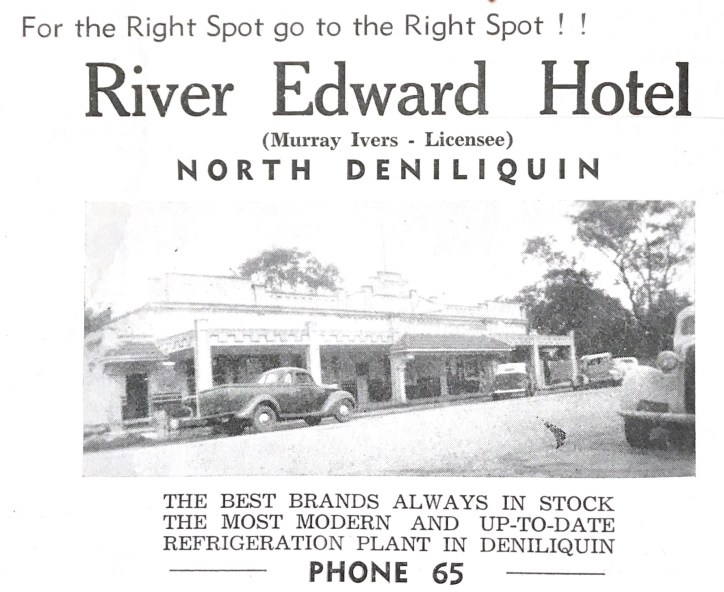 For the Right Spot go to the Right Spot ! !
River Edward Hotel
(Murray Ivers - Licensee)
NORTH DENILIQUIN
THE BEST BRANDS ALWAYS IN STOCK
THE MOST MODERN AND UP-TO-DATE
REFRIGERATION PLANT IN DENILIQUIN
PHONE 65